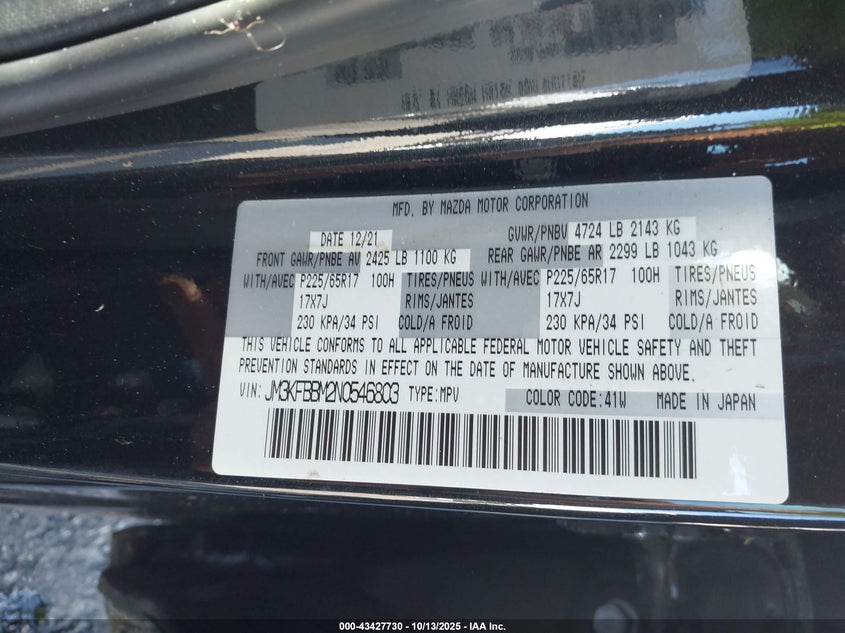 MFD. BY MAZDA MOTOR CORPORATION
DATE 12/21 GVWR/PNBV 4724 LB 2143 KG
FRONT GAWR/PNBE AV 2425 LB 1100 KG REAR GAWR/PNBE AR 2299 LB 1043 KG
WITH/AVEC P225/65R17 100H TIRES/PNEUS WITH/AVEC P225/65R17 100H TIRES/PNEUS
17X7J RIMS/JANTES 17X7J RIMS/JANTES
230 KPA/34 PSI COLD/A FROID 230 KPA/34 PSI COLD/A FROID
THIS VEHICLE CONFORMS TO ALL APPLICABLE FEDERAL MOTOR VEHICLE SAFETY AND THEFT
PREVENTION STANDARDS IN EFFECT ON THE DATE OF MANUFACTURE SHOWN ABOVE.
VIN: JM3KFBBM2N0546803 TYPE:MPV COLOR CODE:41W MADE IN JAPAN
000-43427730 - 10/13/2025 - IAA Inc.